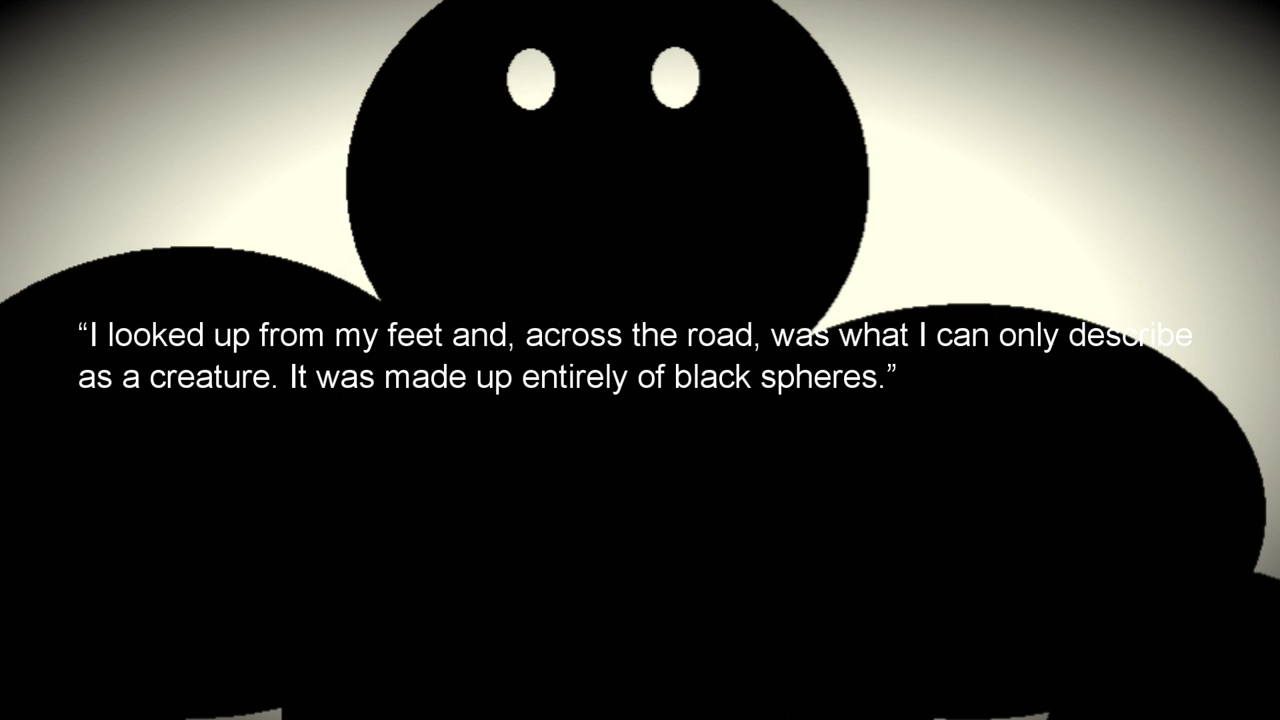 “I looked up from my feet and, across the road, was what I can only describe
as a creature. It was made up entirely of black spheres.”